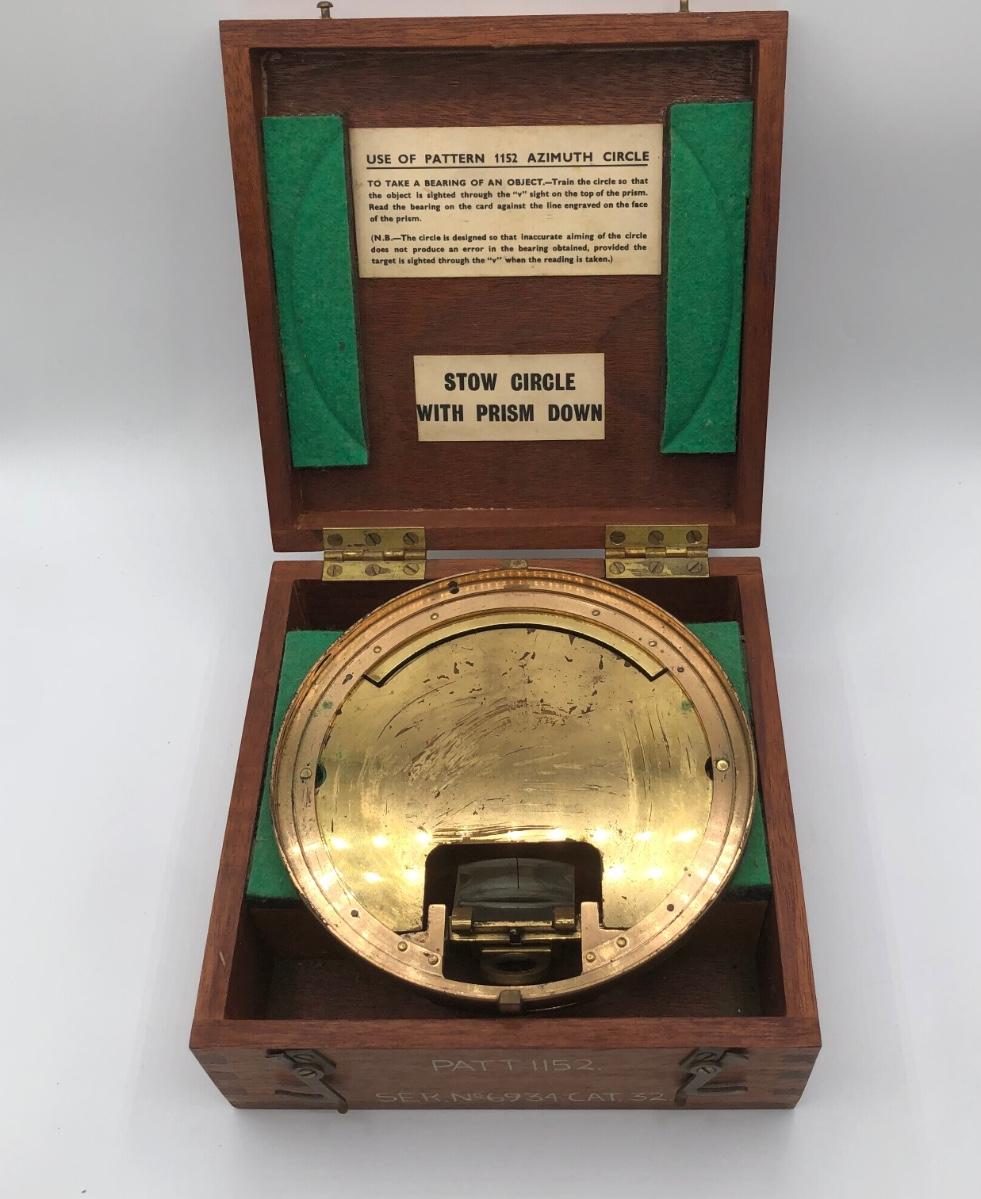 USE OF PATTERN 1152 AZIMUTH CIRCLE
TO TAKE A BEARING OF AN OBJECT.—Train the circle so that
the object is sighted through the "v" sight on the top of the prism.
Read the bearing on the card against the line engraved on the face
of the prism.
(N.B.—The circle is designed so that inaccurate aiming of the circle
does not produce an error in the bearing obtained, provided the
target is sighted through the "v" when the reading is taken.)
STOW CIRCLE
WITH PRISM DOWN
PATT 1152.
SER. Nº 6934 CAT. 32